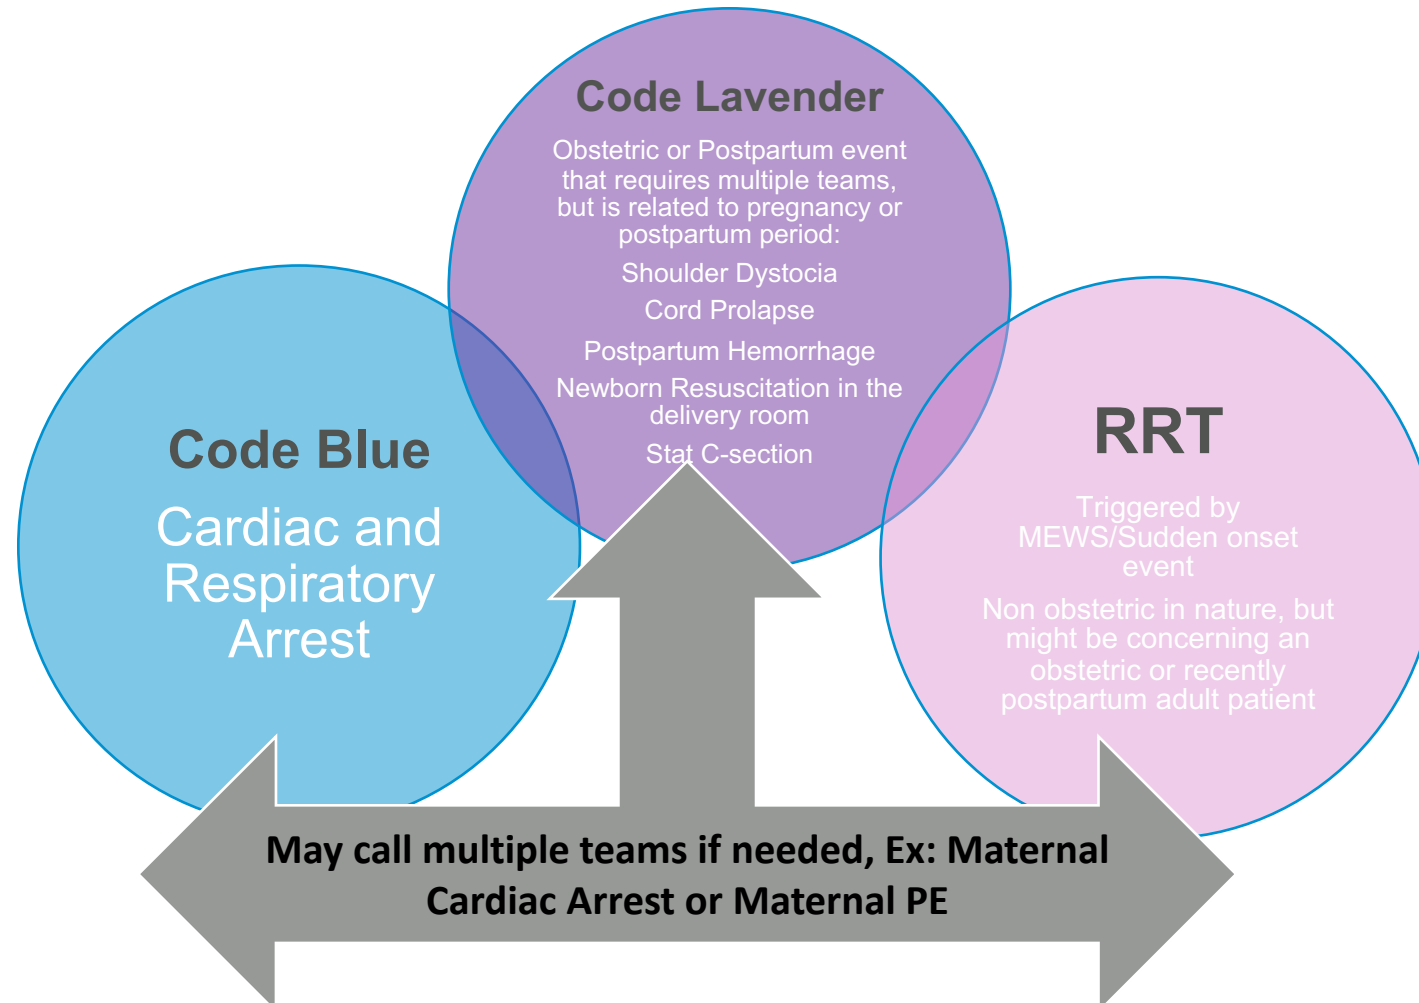 Code Lavender
Obstetric or Postpartum event
that requires multiple teams,
but is related to pregnancy or
postpartum period:
Shoulder Dystocia
Cord Prolapse
Postpartum Hemorrhage
Newborn Resuscitation in the
delivery room
Stat C-section
Code Blue
Cardiac and
Respiratory
Arrest
RRT
Triggered by
MEWS/Sudden onset
event
Non obstetric in nature, but
might be concerning an
obstetric or recently
postpartum adult patient
May call multiple teams if needed, Ex: Maternal
Cardiac Arrest or Maternal PE